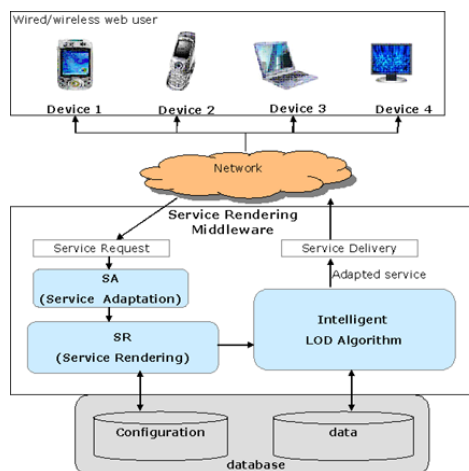 Wired/wireless web user
Device 1
Device 2
Device 3
Device 4
Network
Service Rendering
Middleware
Service Request
Service Delivery
SA
(Service Adaptation)
Adapted service
SR
(Service Rendering)
Intelligent
LOD Algorithm
Configuration
data
database